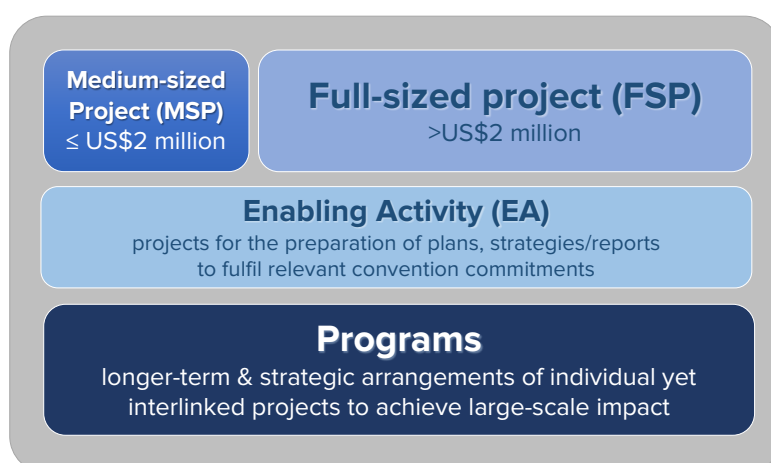 Medium-sized
Project (MSP)
≤ US$2 million
Full-sized project (FSP)
>US$2 million
Enabling Activity (EA)
projects for the preparation of plans, strategies/reports
to fulfil relevant convention commitments
Programs
longer-term & strategic arrangements of individual yet
interlinked projects to achieve large-scale impact